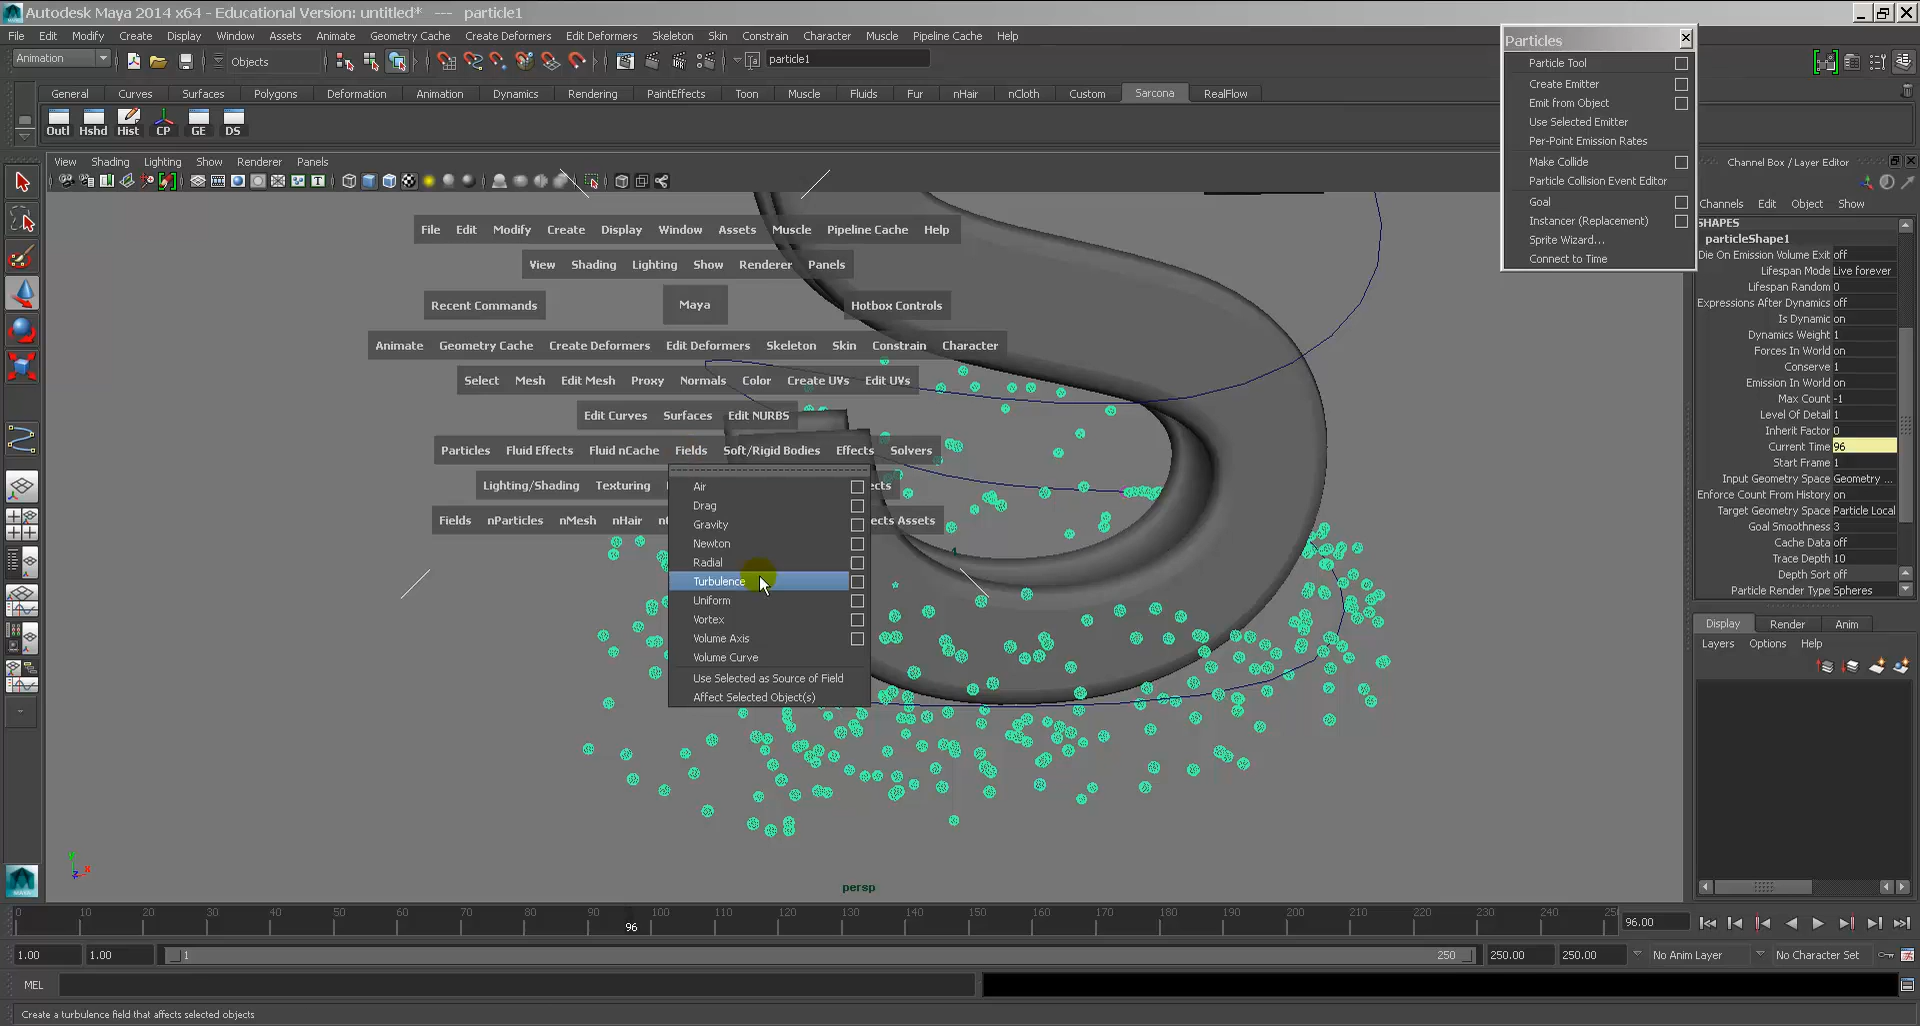 Autodesk Maya 2014 x64 - Educational Version: untitled* --- particle1
File Edit Modify Create Display Window Assets Select Animate Geometry Cache Create Deformers Edit Deformers Skeleton Skin Constrain Character Muscle Pipeline Cache Help
Animation Objects particle1
General Curves Surfaces Polygons Deformation Animation Dynamics Rendering PaintEffects Toon Muscle Fluids Fur nHair nCloth Custom Sarcona RealFlow
Outl Hshd Hist CP GE DS
View Shading Lighting Show Renderer Panels
File Edit Modify Create Display Window Assets Muscle Pipeline Cache Help
View Shading Lighting Show Renderer Panels
Recent Commands Maya Hotbox Controls
Animate Geometry Cache Create Deformers Edit Deformers Skeleton Skin Constrain Character
Select Mesh Edit Mesh Proxy Normals Color Create UVs Edit UVs
Edit Curves Surfaces Edit NURBS
Particles Fluid Effects Fluid nCache Fields Soft/Rigid Bodies Effects Solvers
Lighting/Shading Texturing ects
Fields nParticles nMesh nHair ects Assets
Air
Drag
Gravity
Newton
Radial
Turbulence
Uniform
Vortex
Volume Axis
Volume Curve
Use Selected as Source of Field
Affect Selected Object(s)
persp
Particles
Particle Tool
Create Emitter
Emit from Object
Use Selected Emitter
Per-Point Emission Rates
Make Collide
Particle Collision Event Editor
Goal
Instancer (Replacement)
Sprite Wizard...
Connect to Time
Channel Box / Layer Editor
Channels Edit Object Show
SHAPES
particleShape1
Die On Emission Volume Exit off
Lifespan Mode Live forever
Lifespan Random 0
Expressions After Dynamics off
Is Dynamic on
Dynamics Weight 1
Forces In World on
Conserve 1
Emission In World on
Max Count -1
Level Of Detail 1
Inherit Factor 0
Current Time 96
Start Frame 1
Input Geometry Space Geometry ...
Enforce Count From History on
Target Geometry Space Particle Local
Goal Smoothness 3
Cache Data off
Trace Depth 10
Depth Sort off
Particle Render Type Spheres
Display Render Anim
Layers Options Help
0 10 20 30 40 50 60 70 80 90 100 110 120 130 140 150 160 170 180 190 200 210 220 230 240 25
96
96.00
1.00 1.00 1 250 250.00 250.00 No Anim Layer No Character Set
MEL
Create a turbulence field that affects selected objects